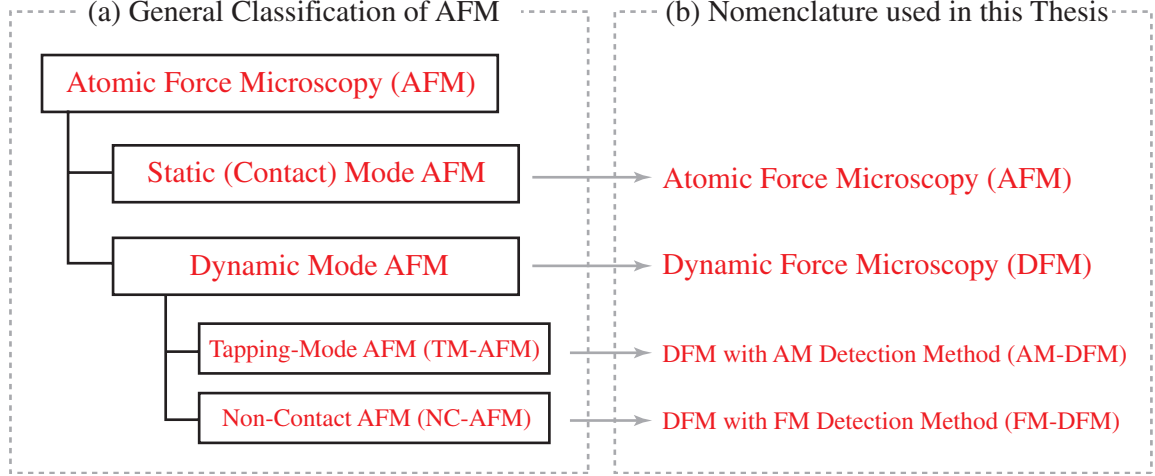 (a) General Classification of AFM
Atomic Force Microscopy (AFM)
Static (Contact) Mode AFM
Dynamic Mode AFM
Tapping-Mode AFM (TM-AFM)
Non-Contact AFM (NC-AFM)
(b) Nomenclature used in this Thesis
Atomic Force Microscopy (AFM)
Dynamic Force Microscopy (DFM)
DFM with AM Detection Method (AM-DFM)
DFM with FM Detection Method (FM-DFM)